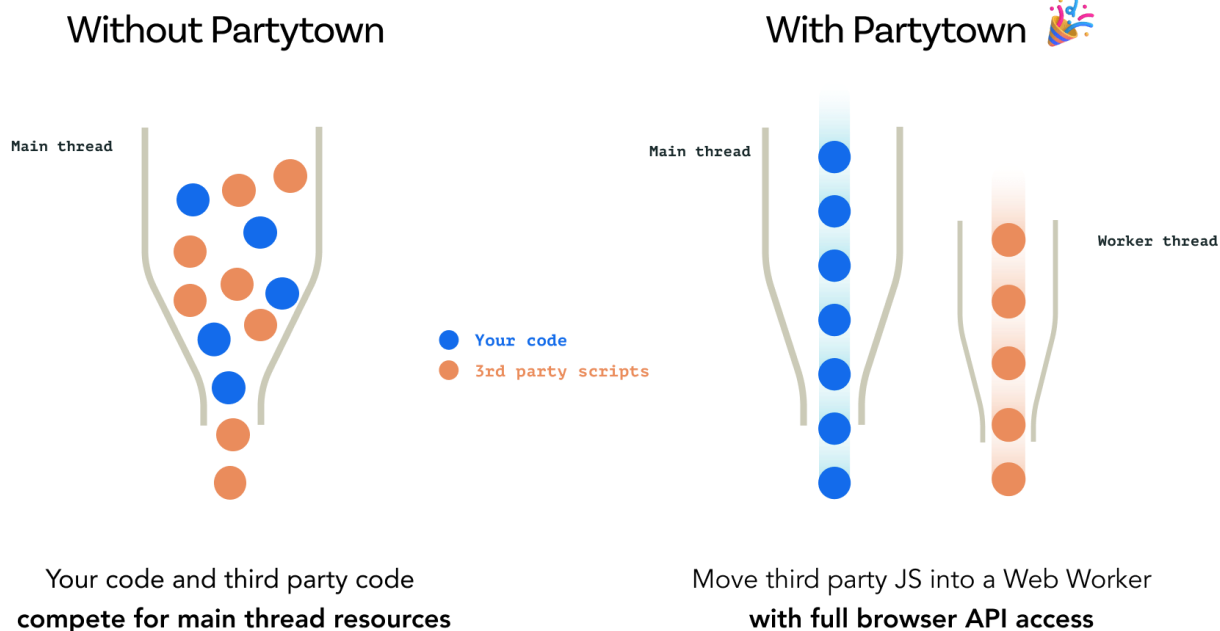 Without Partytown
With Partytown
Main thread
Main thread
Worker thread
Your code
3rd party scripts
Your code and third party code
compete for main thread resources
Move third party JS into a Web Worker
with full browser API access